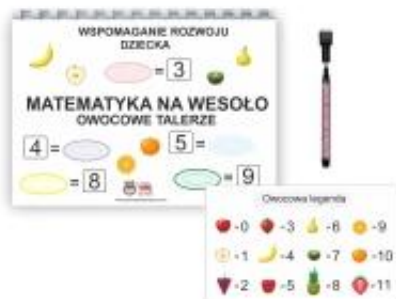 WSPOMAGANIE ROZWOJU
DZIECKA
= 3
MATEMATYKA NA WESOŁO
OWOCOWE TALERZE
4 =
5 =
= 8
= 9
Owocowa legenda
-0 -3 -6 -9
-1 -4 -7 -10
-2 -5 -8 -11